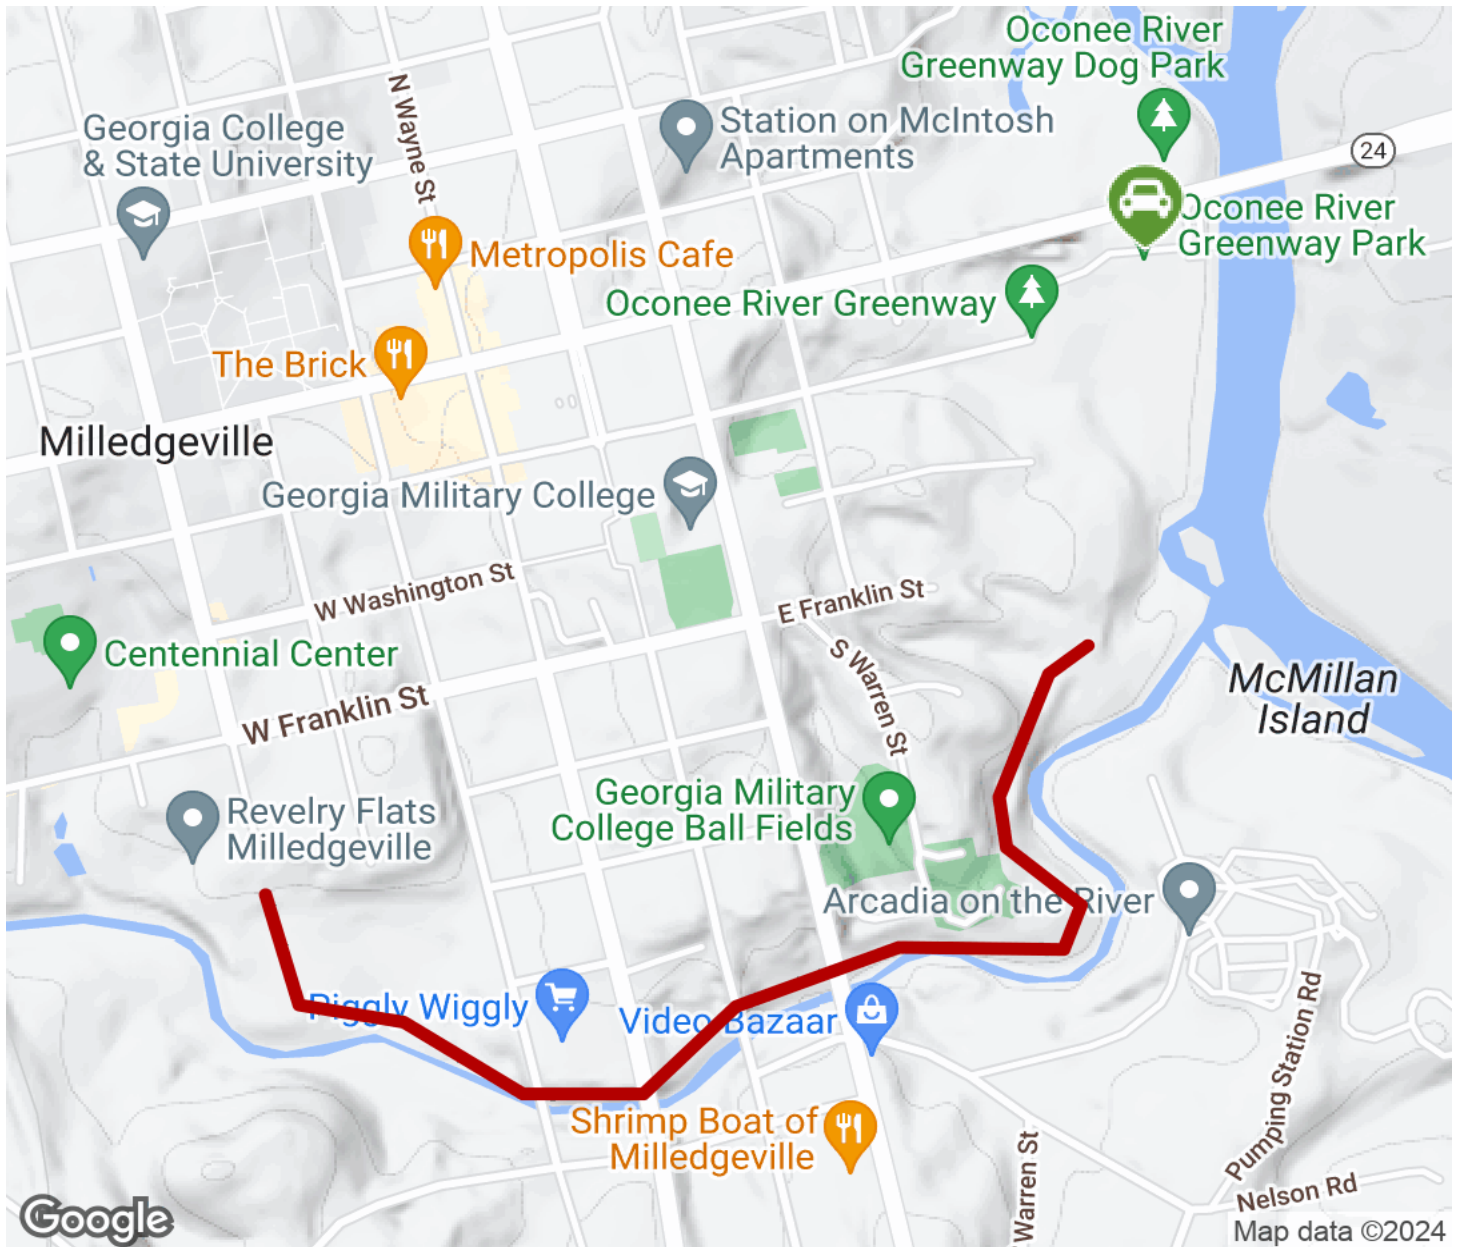 Oconee River
Greenway Dog Park
N Wayne St
Georgia College
& State University
Station on McIntosh
Apartments
24
Oconee River
Greenway Park
Metropolis Cafe
Oconee River Greenway
The Brick
Milledgeville
Georgia Military College
W Washington St
E Franklin St
S Warren St
Centennial Center
W Franklin St
McMillan
Island
Georgia Military
College Ball Fields
Revelry Flats
Milledgeville
Arcadia on the River
Piggly Wiggly
Video Bazaar
Pumping Station Rd
Shrimp Boat of
Milledgeville
Warren St
Nelson Rd
Google
Map data ©2024